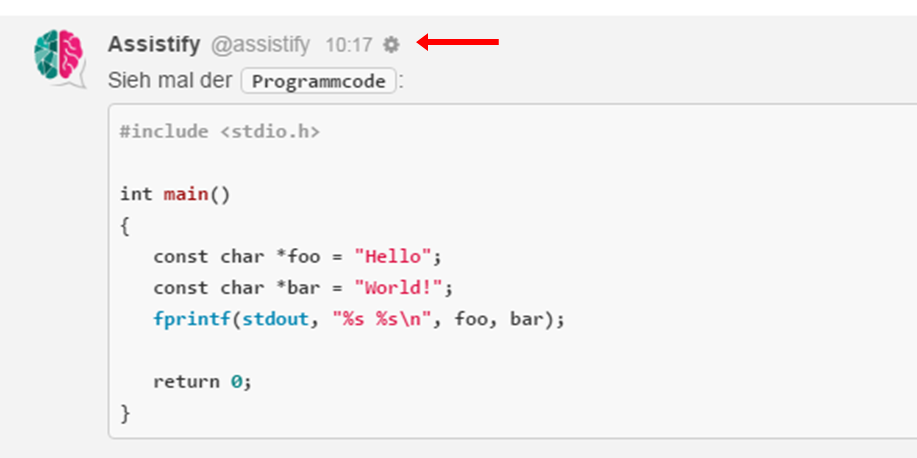 Assistify @assistify 10:17
Sieh mal der Programmcode:
#include <stdio.h>
int main()
{
const char *foo = "Hello";
const char *bar = "World!";
fprintf(stdout, "%s %s\n", foo, bar);
return 0;
}